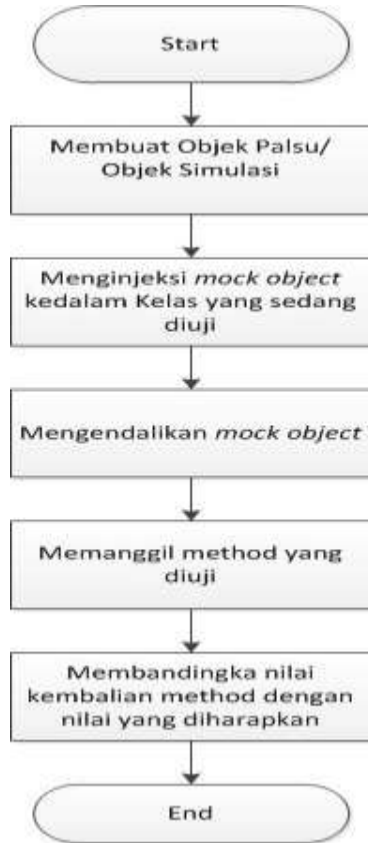 Start
Membuat Objek Palsu/
Objek Simulasi
Menginjeksi mock object
kedalam Kelas yang sedang
diuji
Mengendalikan mock object
Memanggil method yang
diuji
Membandingka nilai
kembalian method dengan
nilai yang diharapkan
End